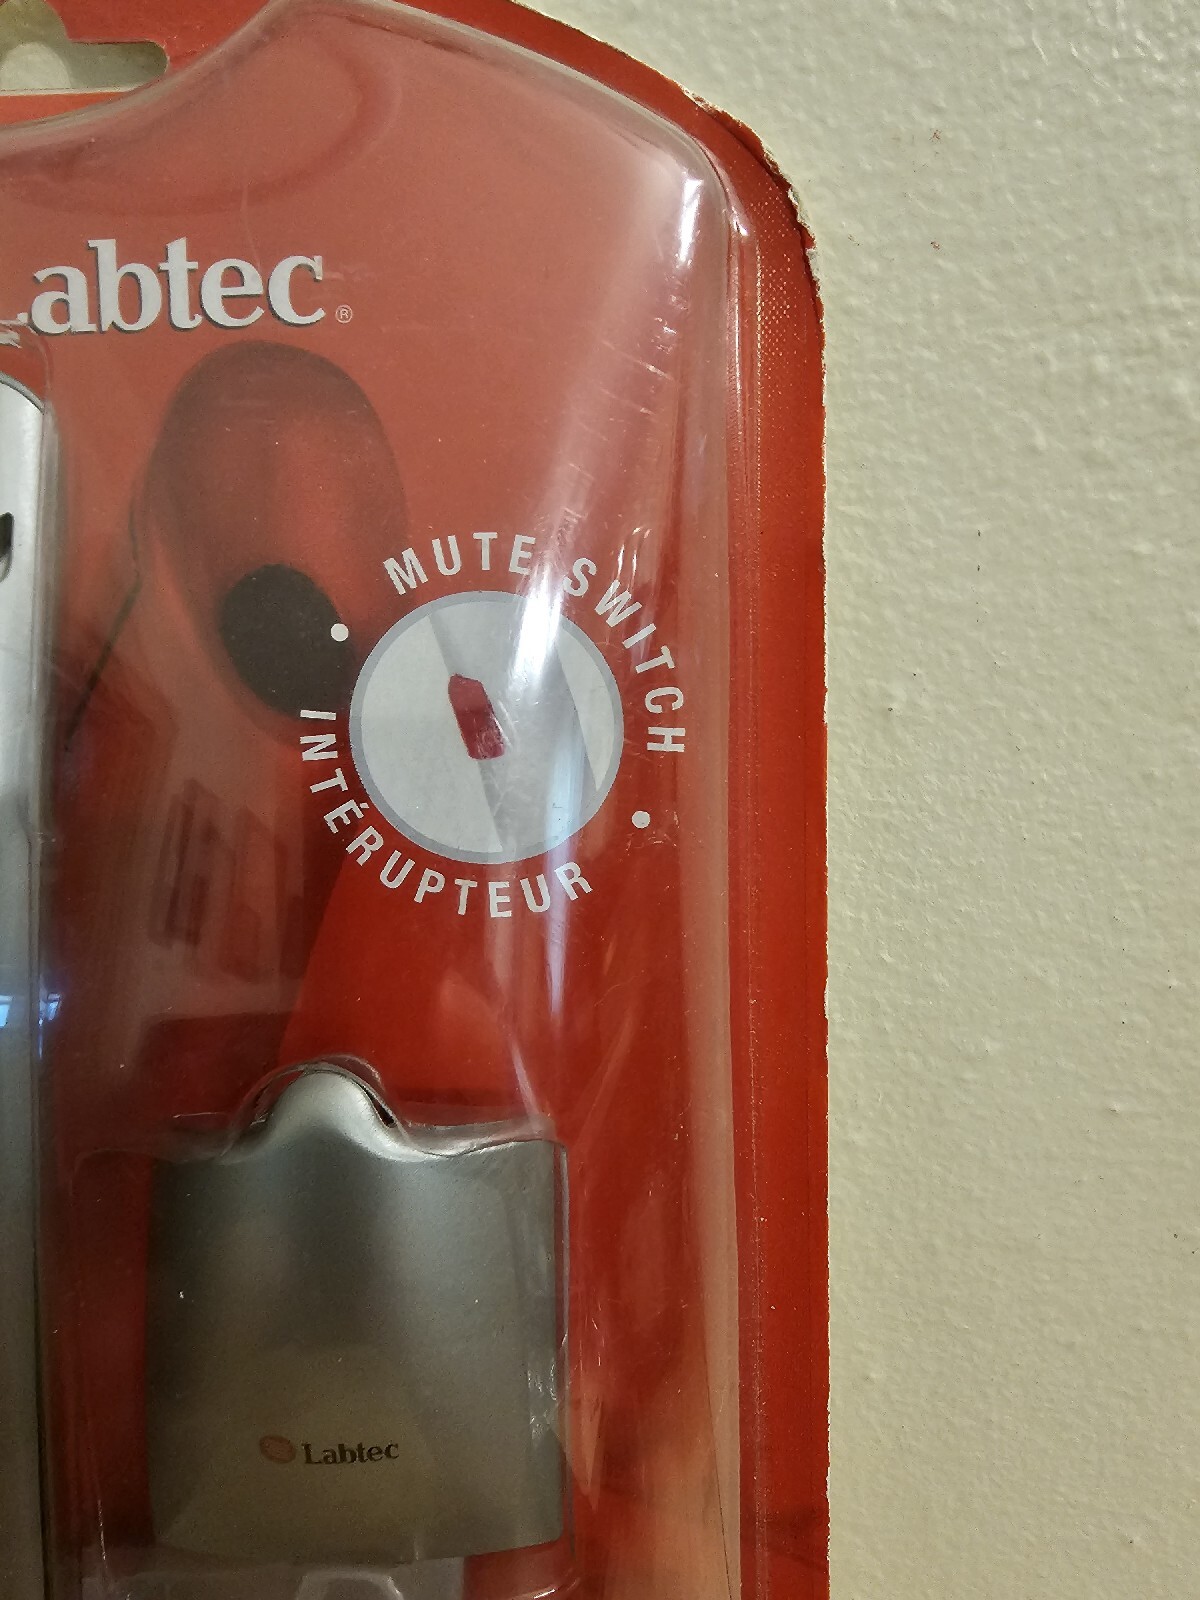 Labtec®
MUTE SWITCH
INTÉRUPTEUR
Labtec